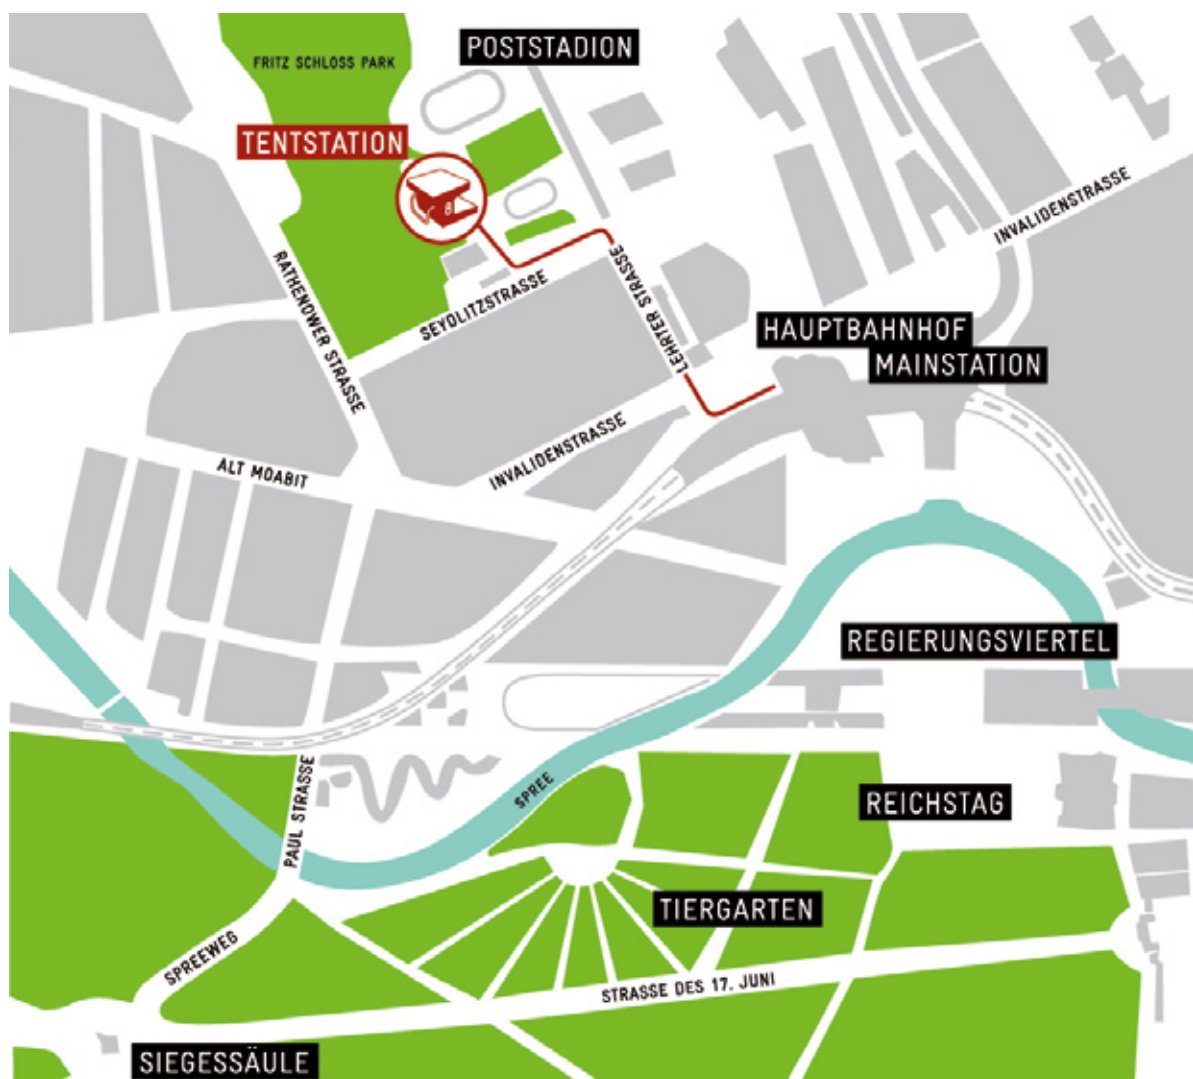 POSTSTADION
FRITZ SCHLOSS PARK
TENTSTATION
8
INVALIDENSTRASSE
RATHENOWER STRASSE
SEYDLITZSTRASSE
LEHRTER STRASSE
HAUPTBAHNHOF
MAINSTATION
INVALIDENSTRASSE
ALT MOABIT
REGIERUNGSVIERTEL
SPREE
PAUL STRASSE
REICHSTAG
TIERGARTEN
SPREEWEG
STRASSE DES 17. JUNI
SIEGESSÄULE